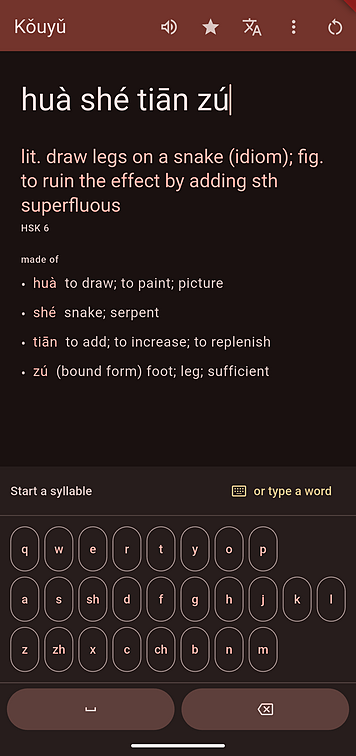 Kǒuyǔ
huà shé tiān zú
lit. draw legs on a snake (idiom); fig.
to ruin the effect by adding sth
superfluous
HSK 6
made of
• huà to draw; to paint; picture
• shé snake; serpent
• tiān to add; to increase; to replenish
• zú (bound form) foot; leg; sufficient
Start a syllable or type a word
q w e r t y o p
a s sh d f g h j k l
z zh x c ch b n m